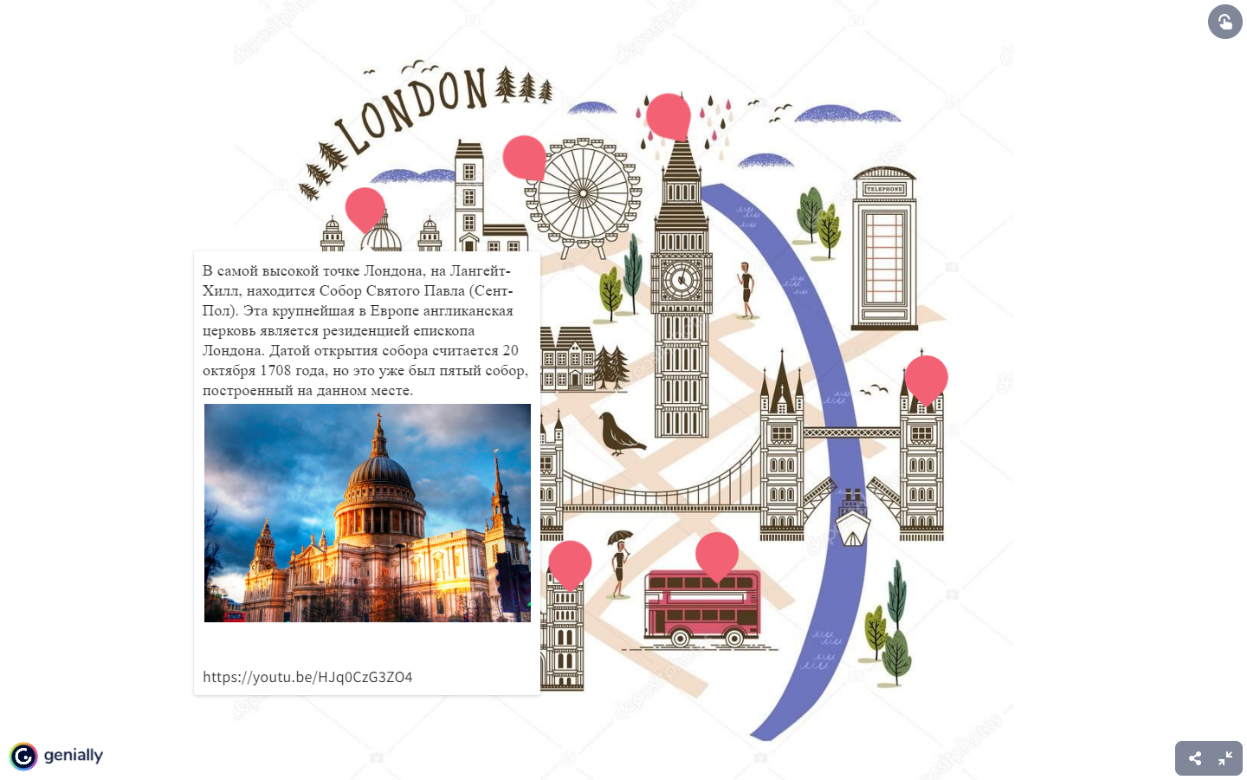 LONDON
TELEPHONE
В самой высокой точке Лондона, на Лангейт-
Хилл, находится Собор Святого Павла (Сент-
Пол). Эта крупнейшая в Европе англиканская
церковь является резиденцией епископа
Лондона. Датой открытия собора считается 20
октября 1708 года, но это уже был пятый собор,
построенный на данном месте.
https://youtu.be/HJq0CzG3ZO4
genially
depositphotos